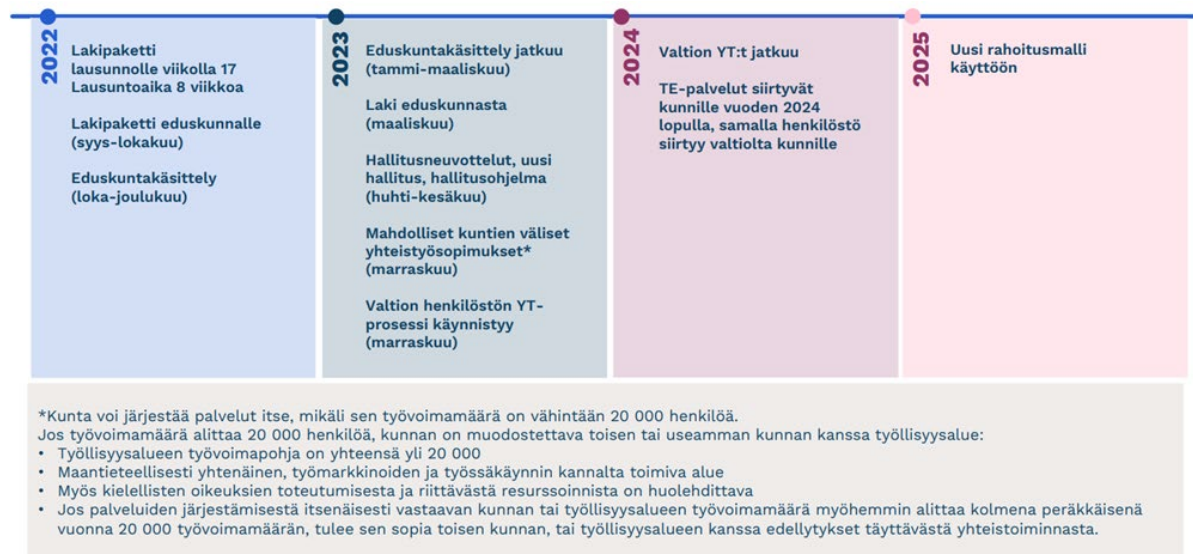 2022
Lakipaketti
lausunnolle viikolla 17
Lausuntoaika 8 viikkoa
Lakipaketti eduskunnalle
(syys-lokakuu)
Eduskuntakäsittely
(loka-joulukuu)
2023
Eduskuntakäsittely jatkuu
(tammi-maaliskuu)
Laki eduskunnasta
(maaliskuu)
Hallitusneuvottelut, uusi
hallitus, hallitusohjelma
(huhti-kesäkuu)
Mahdolliset kuntien väliset
yhteistyösopimukset*
(marraskuu)
Valtion henkilöstön YT-
prosessi käynnistyy
(marraskuu)
2024
Valtion YT:t jatkuu
TE-palvelut siirtyvät
kunnille vuoden 2024
lopulla, samalla henkilöstö
siirtyy valtiolta kunnille
2025
Uusi rahoitusmalli
käyttöön
*Kunta voi järjestää palvelut itse, mikäli sen työvoimamäärä on vähintään 20 000 henkilöä.
Jos työvoimamäärä alittaa 20 000 henkilöä, kunnan on muodostettava toisen tai useamman kunnan kanssa työllisyysalue:
• Työllisyysalueen työvoimapohja on yhteensä yli 20 000
• Maantieteellisesti yhtenäinen, työmarkkinoiden ja työssäkäynnin kannalta toimiva alue
• Myös kielellisten oikeuksien toteutumisesta ja riittävästä resurssoinnista on huolehdittava
• Jos palveluiden järjestämisestä itsenäisesti vastaavan kunnan tai työllisyysalueen työvoimamäärä myöhemmin alittaa kolmena peräkkäisenä
vuonna 20 000 työvoimamäärän, tulee sen sopia toisen kunnan, tai työllisyysalueen kanssa edellytykset täyttävästä yhteistoiminnasta.